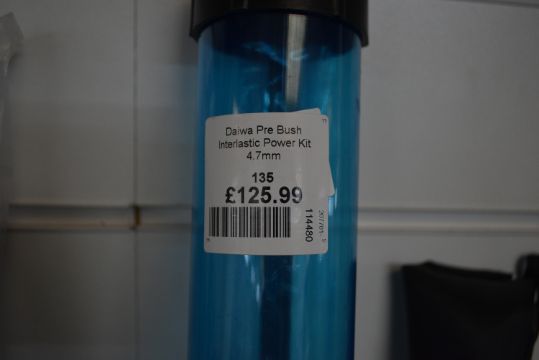 Daiwa Pre Bush
Interlastic Power Kit
4.7mm
135
£125.99
114480